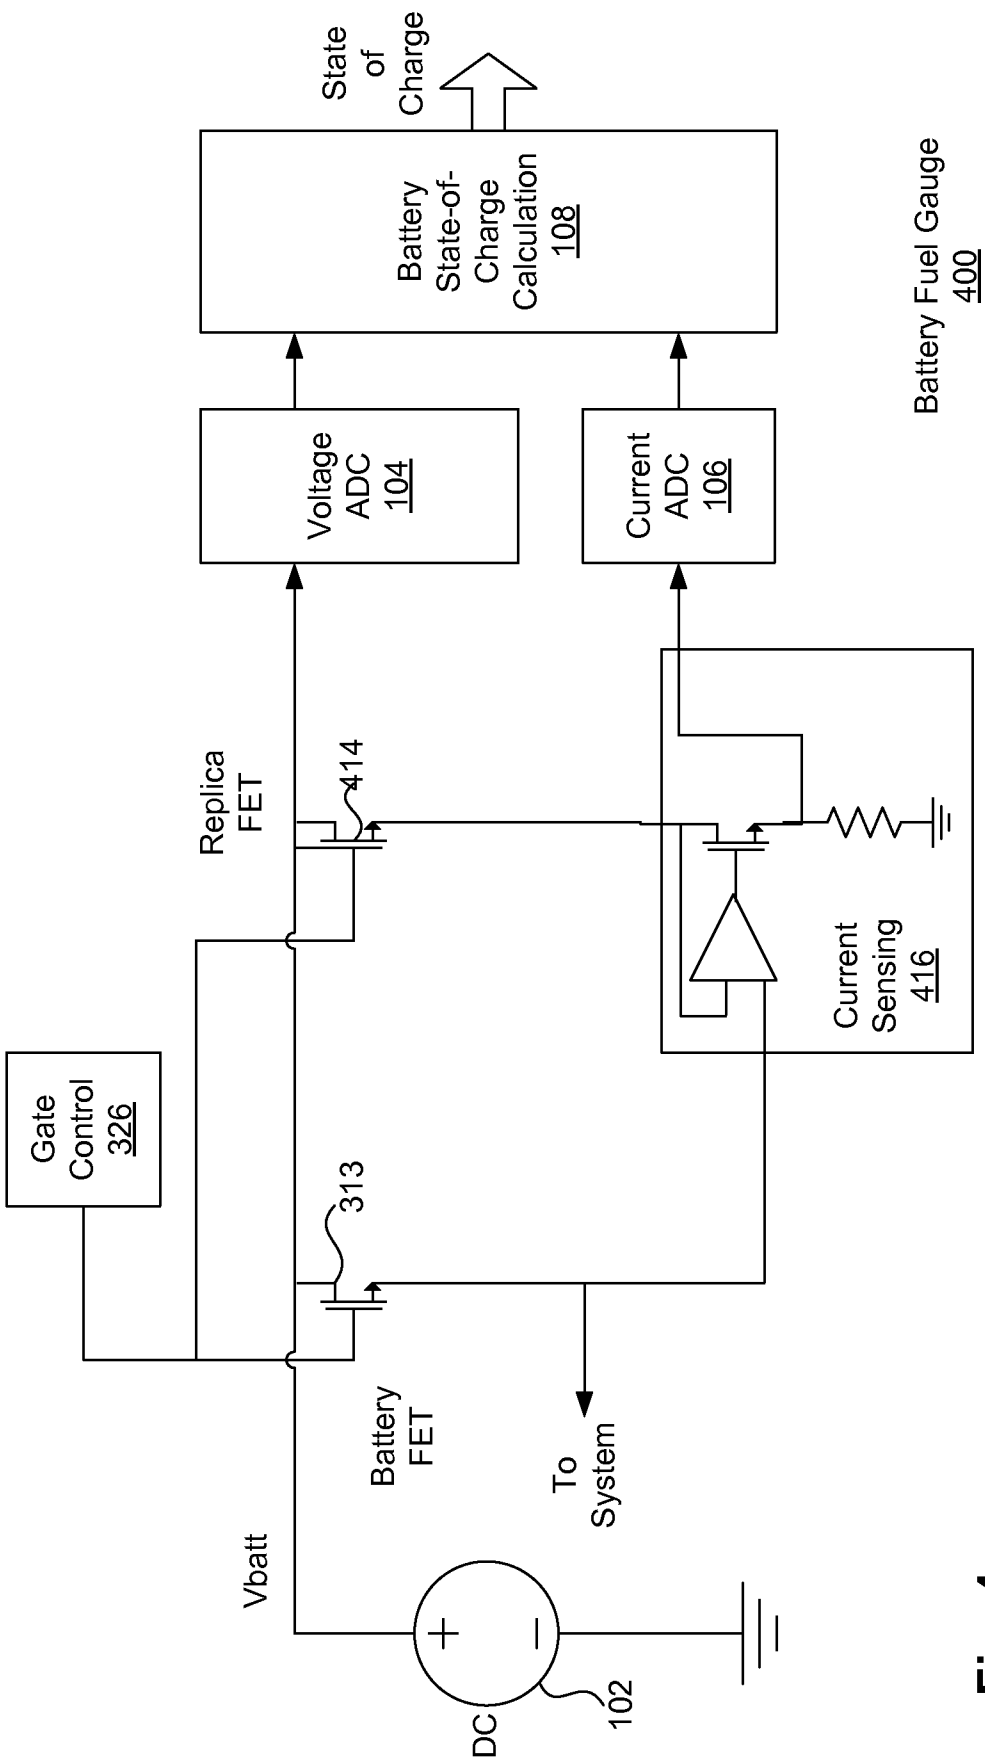 Gate
Control
326
Vbatt
Battery
FET
313
Replica
FET
414
DC
102
To
System
Current
Sensing
416
Voltage
ADC
104
Current
ADC
106
Battery
State-of-
Charge
Calculation
108
State
of
Charge
Battery Fuel Gauge
400